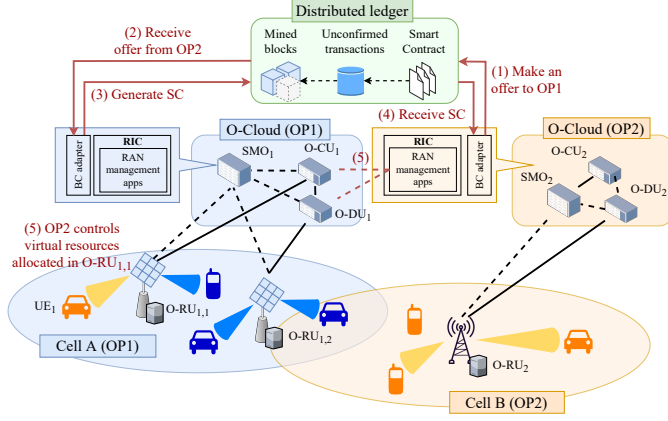 Distributed ledger
Mined
blocks
Unconfirmed
transactions
Smart
Contract
(2) Receive
offer from OP2
(3) Generate SC
(1) Make an
offer to OP1
(4) Receive SC
BC adapter
RIC
RAN
management
apps
O-Cloud (OP1)
SMO1
O-CU1
O-DU1
(5)
RIC
RAN
management
apps
BC adapter
O-Cloud (OP2)
O-CU2
SMO2
O-DU2
(5) OP2 controls
virtual resources
allocated in O-RU1,1
UE1
O-RU1,1
O-RU1,2
Cell A (OP1)
O-RU2
Cell B (OP2)